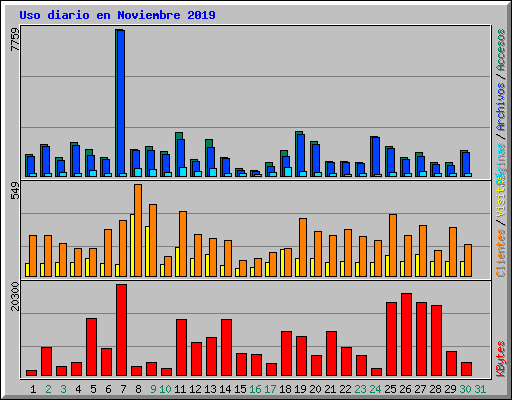 Uso diario en Noviembre 2019
7759
549
20300
Clientes / Visitas
Páginas / Archivos / Accesos
KBytes
1 2 3 4 5 6 7 8 9 10 11 12 13 14 15 16 17 18 19 20 21 22 23 24 25 26 27 28 29 30 31